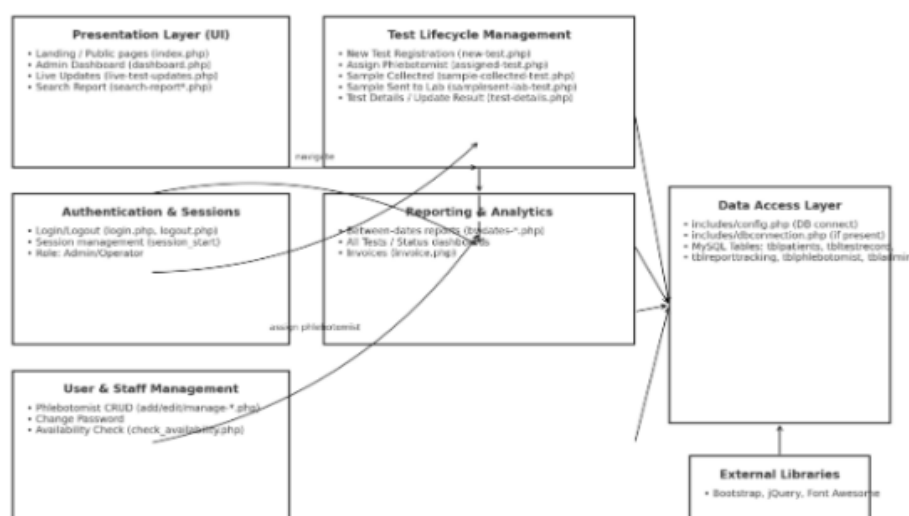 Presentation Layer (UI)
• Landing / Public pages (index.php)
• Admin Dashboard (dashboard.php)
• Live Updates (live-test-updates.php)
• Search Report (search-report*.php)
Test Lifecycle Management
• New Test Registration (new-test.php)
• Assign Phlebotomist (assigned-test.php)
• Sample Collected (sample-collected-test.php)
• Sample Sent to Lab (samplesent-lab-test.php)
• Test Details / Update Result (test-details.php)
navigate
Authentication & Sessions
• Login/Logout (login.php, logout.php)
• Session management (session_start)
• Role: Admin/Operator
Reporting & Analytics
• Between-dates reports (bwdates-*.php)
• All Tests / Status dashboards
• Invoices (invoice.php)
Data Access Layer
• includes/config.php (DB connect)
• includes/dbconnection.php (if present)
• MySQL Tables: tblpatients, tbltestrecord,
• tblreporttracking, tblphlebotomist, tbladmin
assign phlebotomist
User & Staff Management
• Phlebotomist CRUD (add/edit/manage-*.php)
• Change Password
• Availability Check (check_availability.php)
External Libraries
• Bootstrap, jQuery, Font Awesome